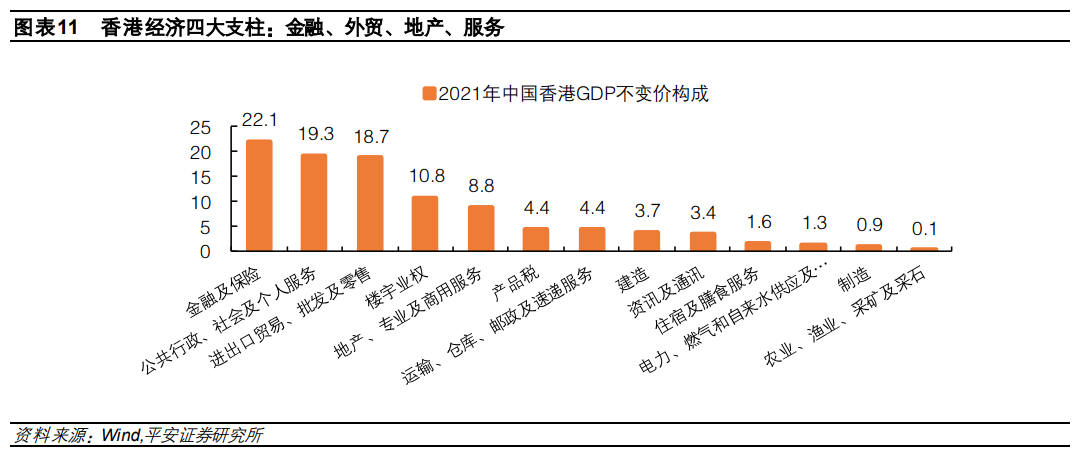 图表11 香港经济四大支柱：金融、外贸、地产、服务
2021年中国香港GDP不变价构成
25
20
15
10
5
0
22.1
19.3
18.7
10.8
8.8
4.4
4.4
3.7
3.4
1.6
1.3
0.9
0.1
金融及保险
公共行政、社会及个人服务
进出口贸易、批发及零售
楼宇业权
地产、专业及商用服务
产品税
运输、仓库、邮政及速递服务
建造
资讯及通讯
住宿及膳食服务
电力、燃气和自来水供应及…
制造
农业、渔业、采矿及采石
资料来源：Wind,平安证券研究所